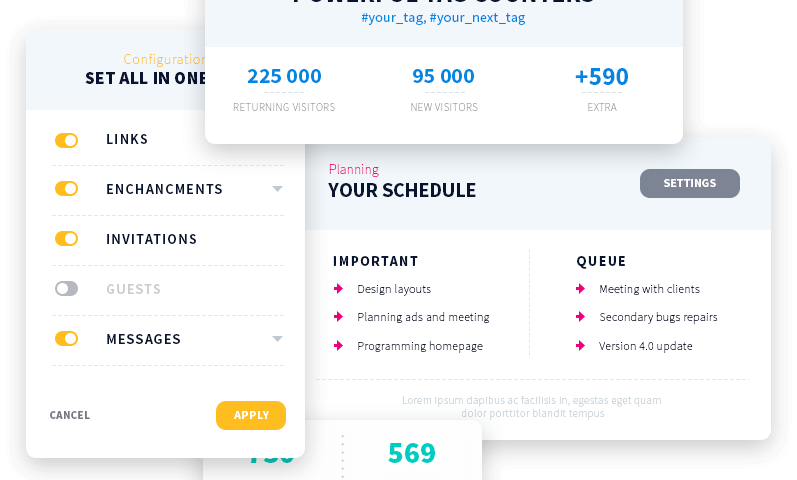 POWERFUL TAG COUNTERS
#your_tag, #your_next_tag
225 000
95 000
+590
RETURNING VISITORS
NEW VISITORS
EXTRA
Configuration
SET ALL IN ONE
LINKS
ENCHANCMENTS
INVITATIONS
GUESTS
MESSAGES
CANCEL
APPLY
Planning
YOUR SCHEDULE
SETTINGS
IMPORTANT
Design layouts
Planning ads and meeting
Programming homepage
QUEUE
Meeting with clients
Secondary bugs repairs
Version 4.0 update
Lorem ipsum dapibus ac facilisis in, egestas eget quam
dolor porttitor blandit tempus
569